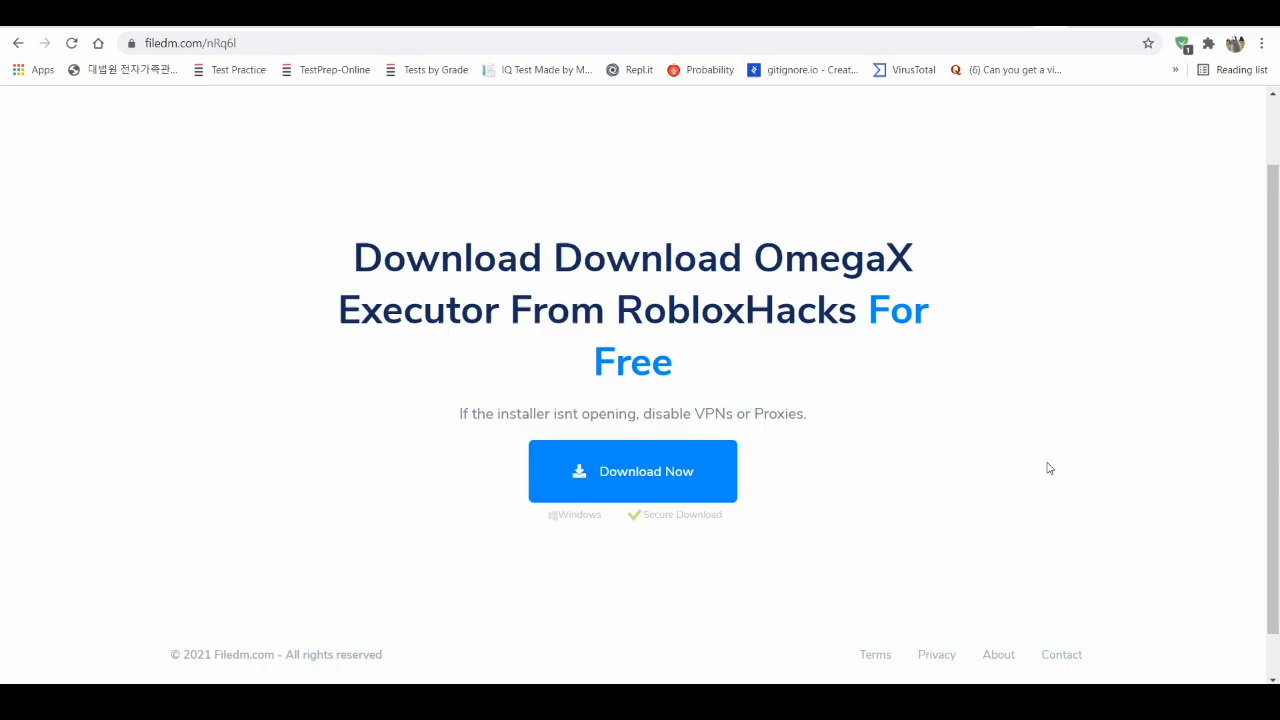 filedm.com/nRq6l
Apps 대법원 전자가족관... Test Practice TestPrep-Online Tests by Grade IQ Test Made by M... Repl.it Probability gitignore.io - Creat... VirusTotal (6) Can you get a vi... » Reading list
Download Download OmegaX
Executor From RobloxHacks For
Free
If the installer isnt opening, disable VPNs or Proxies.
Download Now
Windows Secure Download
© 2021 Filedm.com - All rights reserved Terms Privacy About Contact